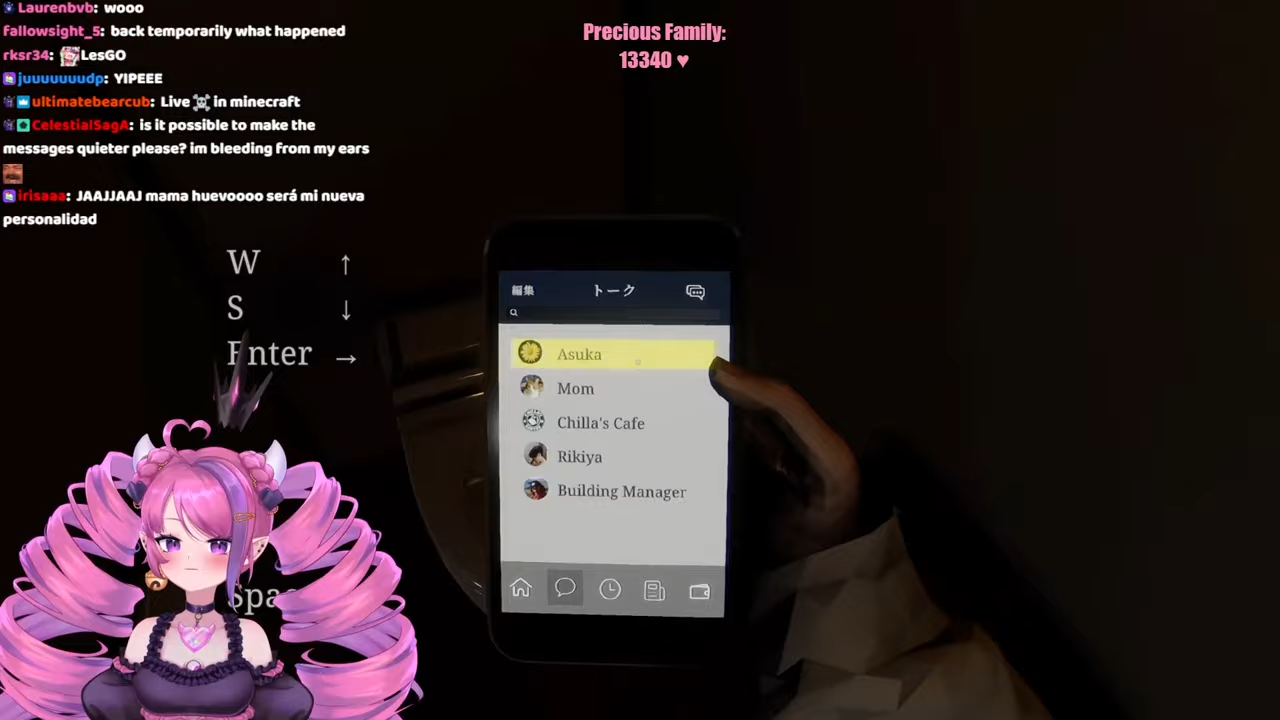 Laurenbvb: wooo
fallowsight_5: back temporarily what happened
rksr34: LesGO
juuuuuuudp: YIPEEE
ultimatebearcub: Live ☠️ in minecraft
CelestialSagA: is it possible to make the
messages quieter please? im bleeding from my ears
irisaaa: JAAJJAAJ mama huevoooo será mi nueva
personalidad
Precious Family:
13340 ♥
W ↑
S ↓
Enter →
Spa
編集 トーク
Asuka
Mom
Chilla's Cafe
Rikiya
Building Manager